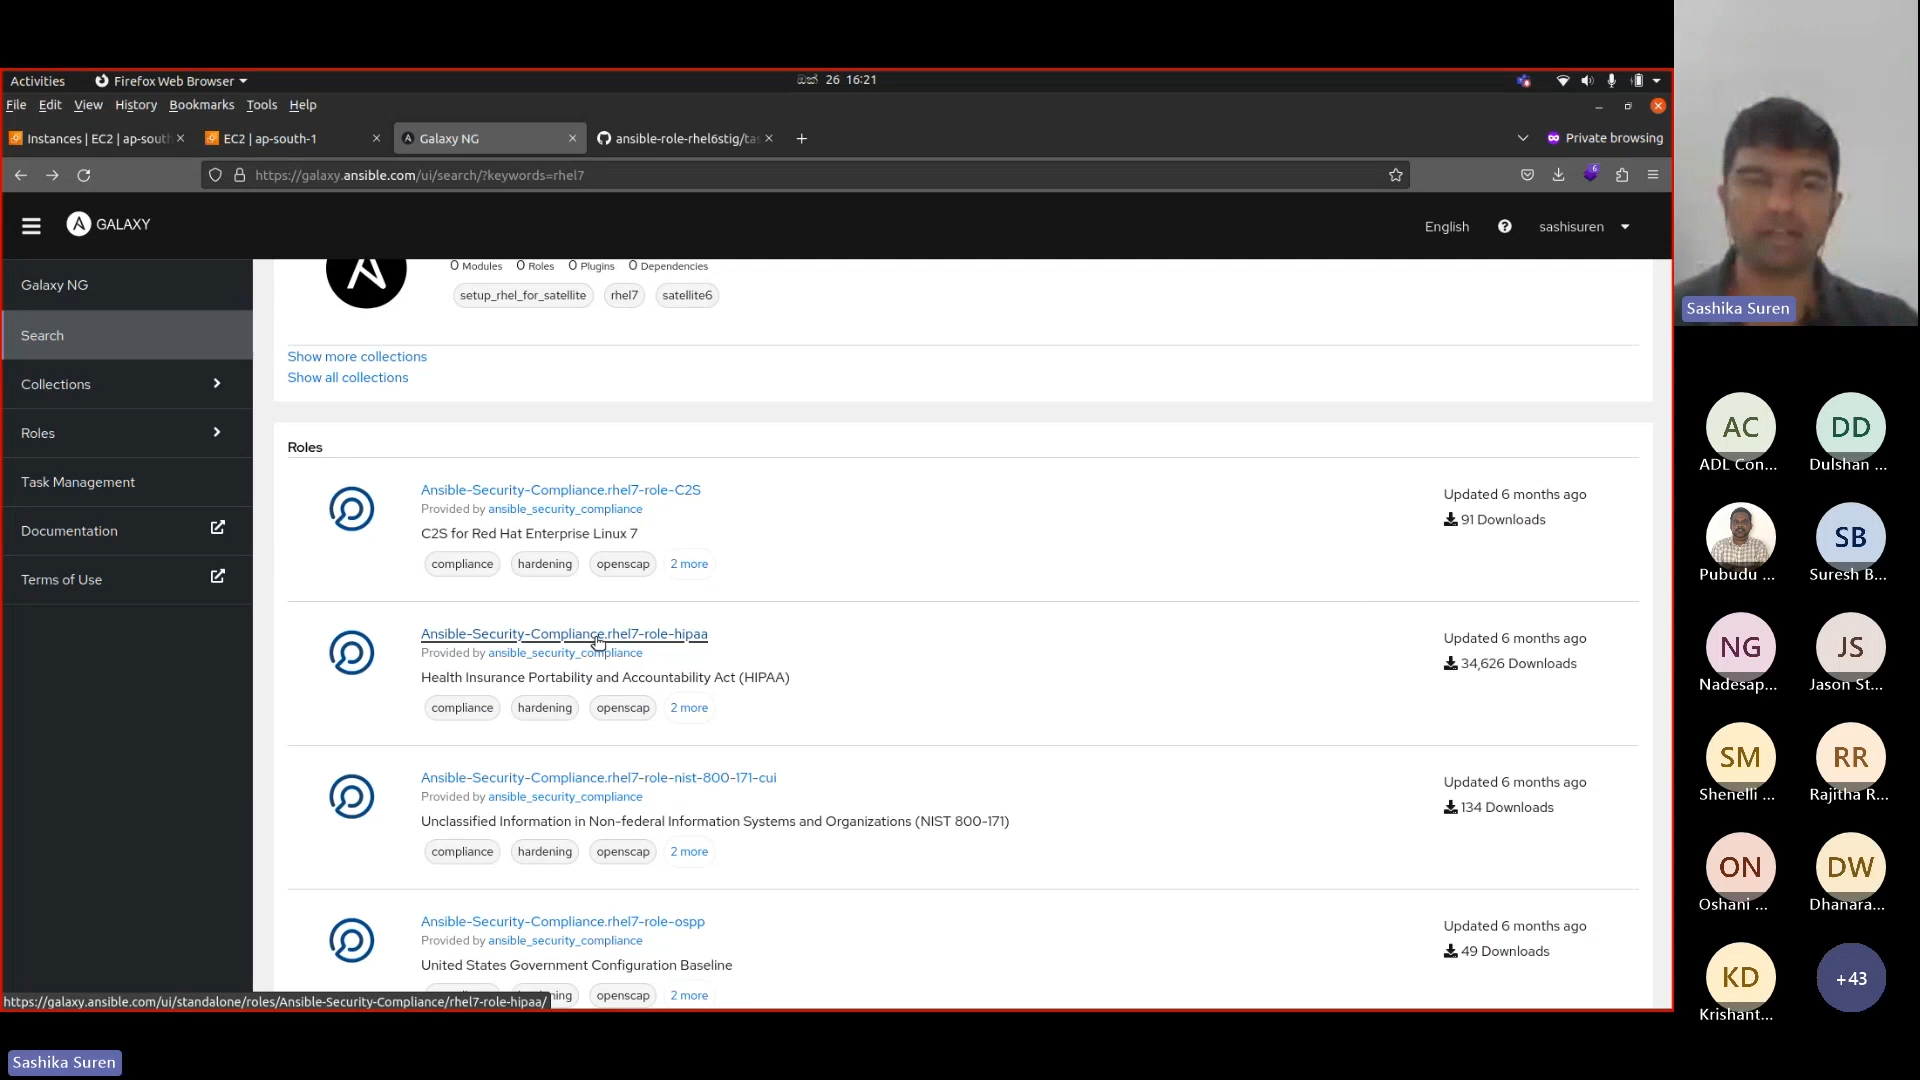 Activities
Firefox Web Browser
ඔක් 26 16:21
File Edit View History Bookmarks Tools Help
Instances | EC2 | ap-south
EC2 | ap-south-1
Galaxy NG
ansible-role-rhel6stig/tas
Private browsing
https://galaxy.ansible.com/ui/search/?keywords=rhel7
6
GALAXY
English
sashisuren
Galaxy NG
Search
Collections
Roles
Task Management
Documentation
Terms of Use
0 Modules 0 Roles 0 Plugins 0 Dependencies
setup_rhel_for_satellite rhel7 satellite6
Show more collections
Show all collections
Roles
Ansible-Security-Compliance.rhel7-role-C2S
Provided by ansible_security_compliance
C2S for Red Hat Enterprise Linux 7
compliance hardening openscap 2 more
Updated 6 months ago
91 Downloads
Ansible-Security-Compliance.rhel7-role-hipaa
Provided by ansible_security_compliance
Health Insurance Portability and Accountability Act (HIPAA)
compliance hardening openscap 2 more
Updated 6 months ago
34,626 Downloads
Ansible-Security-Compliance.rhel7-role-nist-800-171-cui
Provided by ansible_security_compliance
Unclassified Information in Non-federal Information Systems and Organizations (NIST 800-171)
compliance hardening openscap 2 more
Updated 6 months ago
134 Downloads
Ansible-Security-Compliance.rhel7-role-ospp
Provided by ansible_security_compliance
United States Government Configuration Baseline
openscap 2 more
Updated 6 months ago
49 Downloads
https://galaxy.ansible.com/ui/standalone/roles/Ansible-Security-Compliance/rhel7-role-hipaa/
Sashika Suren
Sashika Suren
AC
ADL Con...
DD
Dulshan ...
Pubudu ...
SB
Suresh B...
NG
Nadesap...
JS
Jason St...
SM
Shenelli ...
RR
Rajitha R...
ON
Oshani ...
DW
Dhanara...
KD
Krishant...
+43